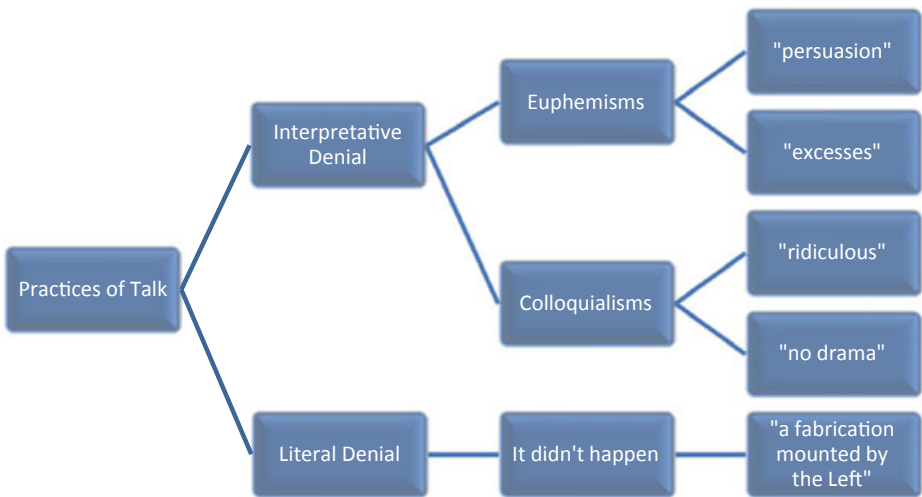 Practices of Talk
Interpretative
Denial
Euphemisms
"persuasion"
"excesses"
Colloquialisms
"ridiculous"
"no drama"
Literal Denial
It didn't happen
"a fabrication
mounted by
the Left"